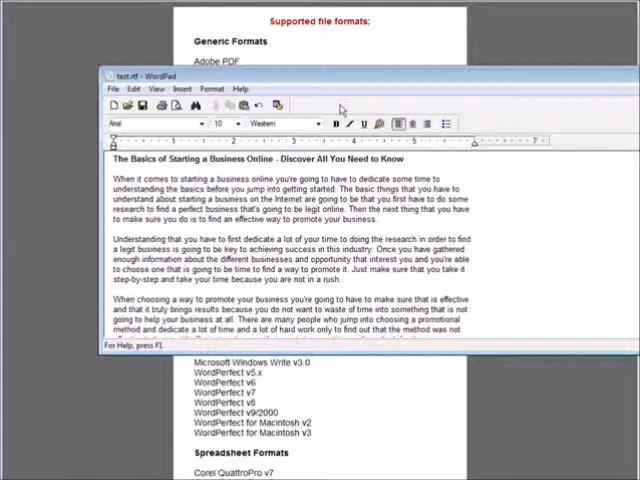 Supported file formats:
Generic Formats
Adobe PDF
test.rtf - WordPad
File Edit View Insert Format Help
Arial 10 Western B I U
1 2 3 4 5 7
The Basics of Starting a Business Online - Discover All You Need to Know
When it comes to starting a business online you're going to have to dedicate some time to
understanding the basics before you jump into getting started. The basic things that you have to
understand about starting a business on the Internet are going to be that you first have to do some
research to find a perfect business that's going to be legit online. Then the next thing that you have
to make sure you do is to find an effective way to promote your business.
Understanding that you have to first dedicate a lot of your time to doing the research in order to find
a legit business is going to be key to achieving success in this industry. Once you have gathered
enough information about the different businesses and opportunity that interest you and you're able
to choose one that is going to be time to find a way to promote it. Just make sure that you take it
step-by-step and take your time because you are not in a rush.
When choosing a way to promote your business you're going to have to make sure that is effective
and that it truly brings results because you do not want to waste of time into something that is not
going to help your business at all. There are many people who jump into choosing a promotional
method and dedicate a lot of time and a lot of hard work only to find out that the method was not
For Help, press F1
Microsoft Windows Write v3.0
WordPerfect v5.x
WordPerfect v6
WordPerfect v7
WordPerfect v8
WordPerfect v9/2000
WordPerfect for Macintosh v2
WordPerfect for Macintosh v3
Spreadsheet Formats
Corel QuattroPro v7